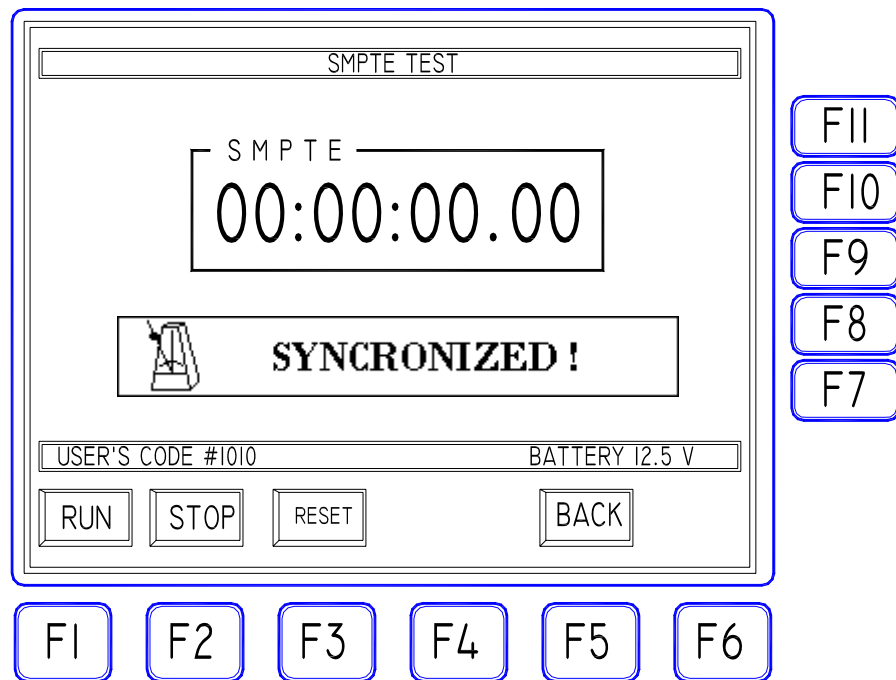 SMPTE TEST
SMPTE
00:00:00.00
SYNCRONIZED !
USER'S CODE #1010 BATTERY 12.5 V
RUN STOP RESET BACK
F11
F10
F9
F8
F7
F1 F2 F3 F4 F5 F6